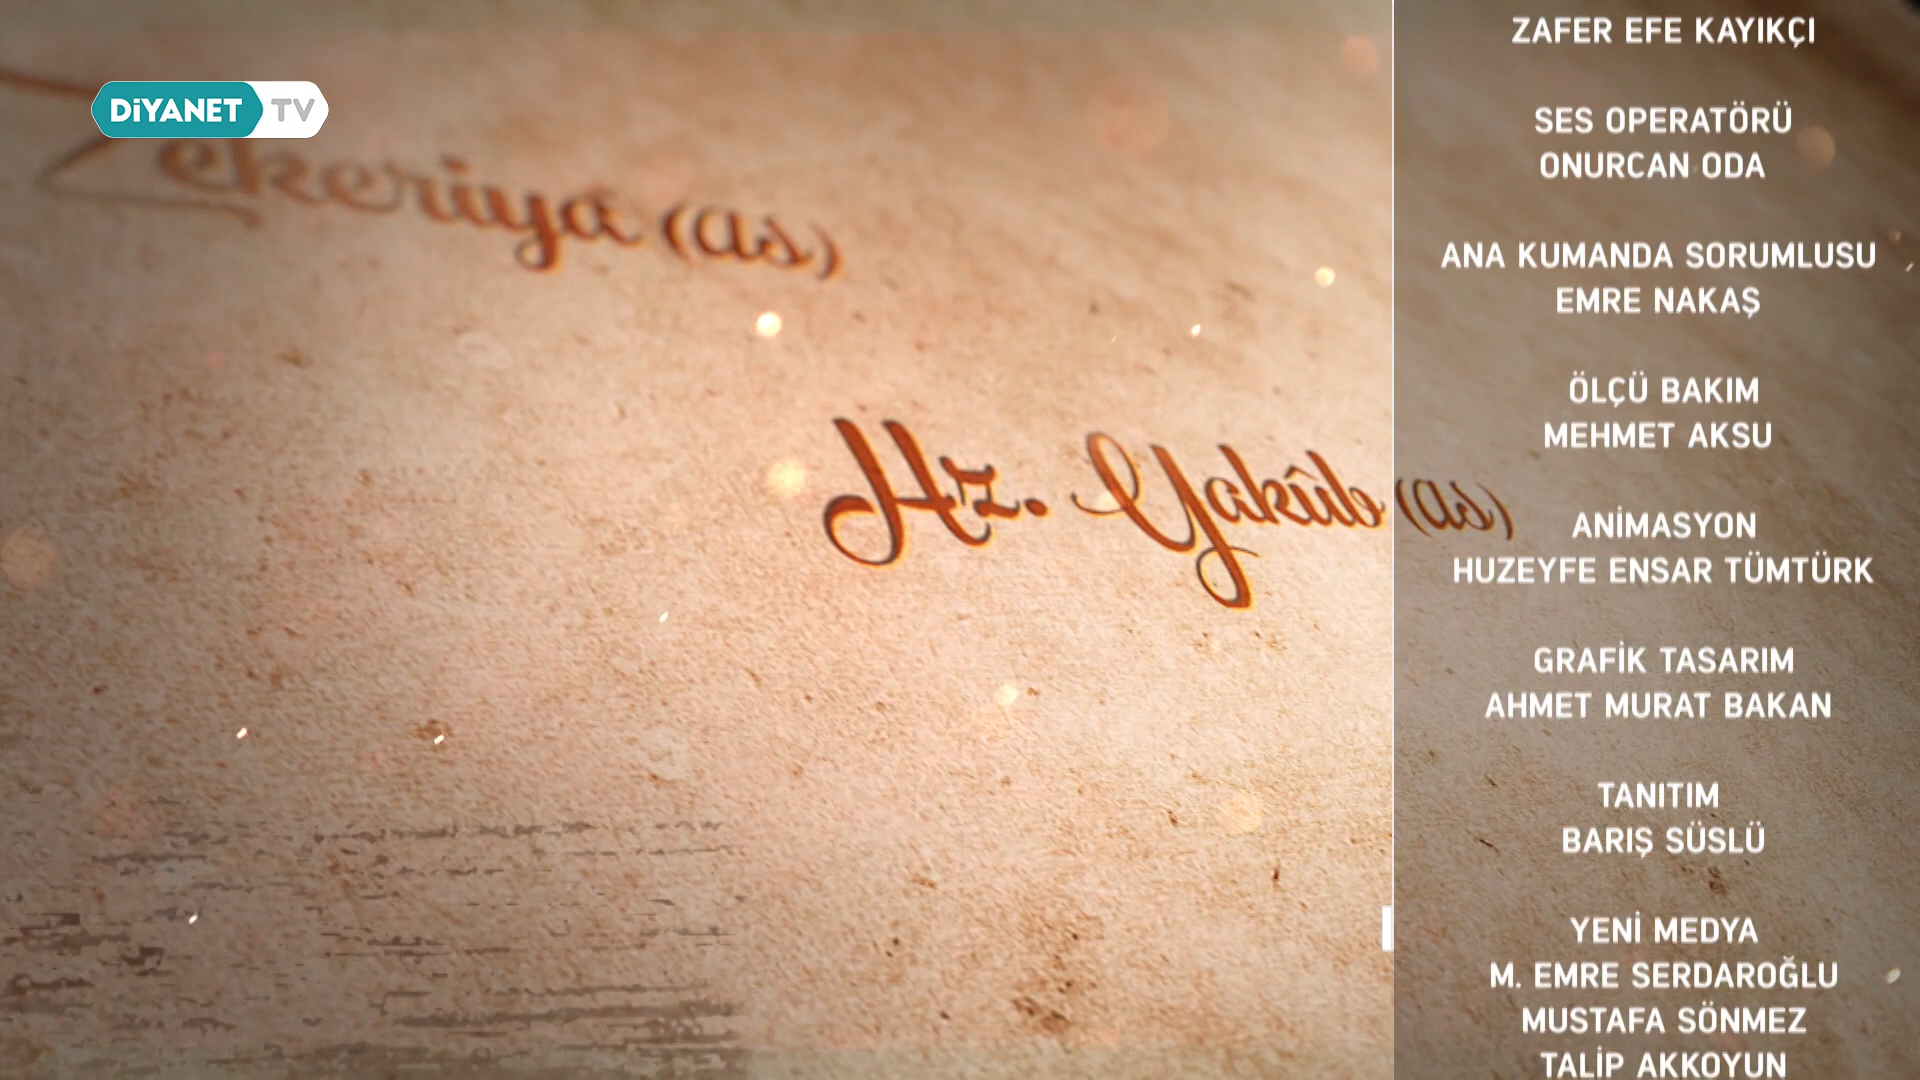 DİYANET TV
Zekeriyâ (as)
Hz. Yakûb (as)
ZAFER EFE KAYIKÇI
SES OPERATÖRÜ
ONURCAN ODA
ANA KUMANDA SORUMLUSU
EMRE NAKAŞ
ÖLÇÜ BAKIM
MEHMET AKSU
ANİMASYON
HUZEYFE ENSAR TÜMTÜRK
GRAFİK TASARIM
AHMET MURAT BAKAN
TANITIM
BARIŞ SÜSLÜ
YENİ MEDYA
M. EMRE SERDAROĞLU
MUSTAFA SÖNMEZ
TALİP AKKOYUN